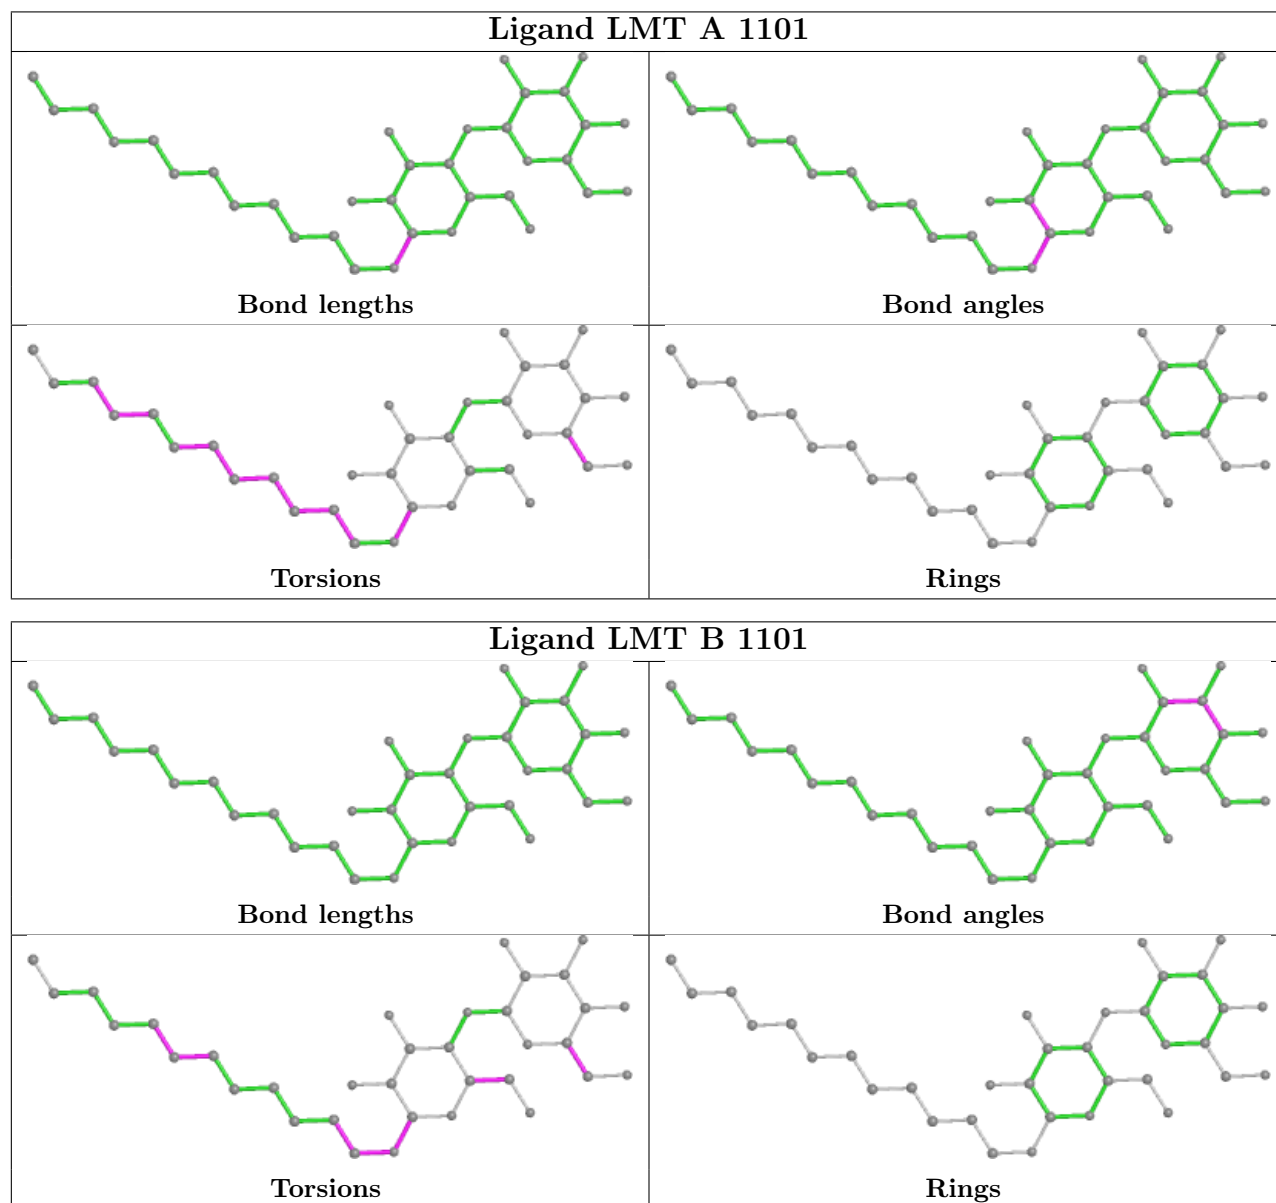 Ligand LMT A 1101
Bond lengths Bond angles
Torsions Rings
Ligand LMT B 1101
Bond lengths Bond angles
Torsions Rings